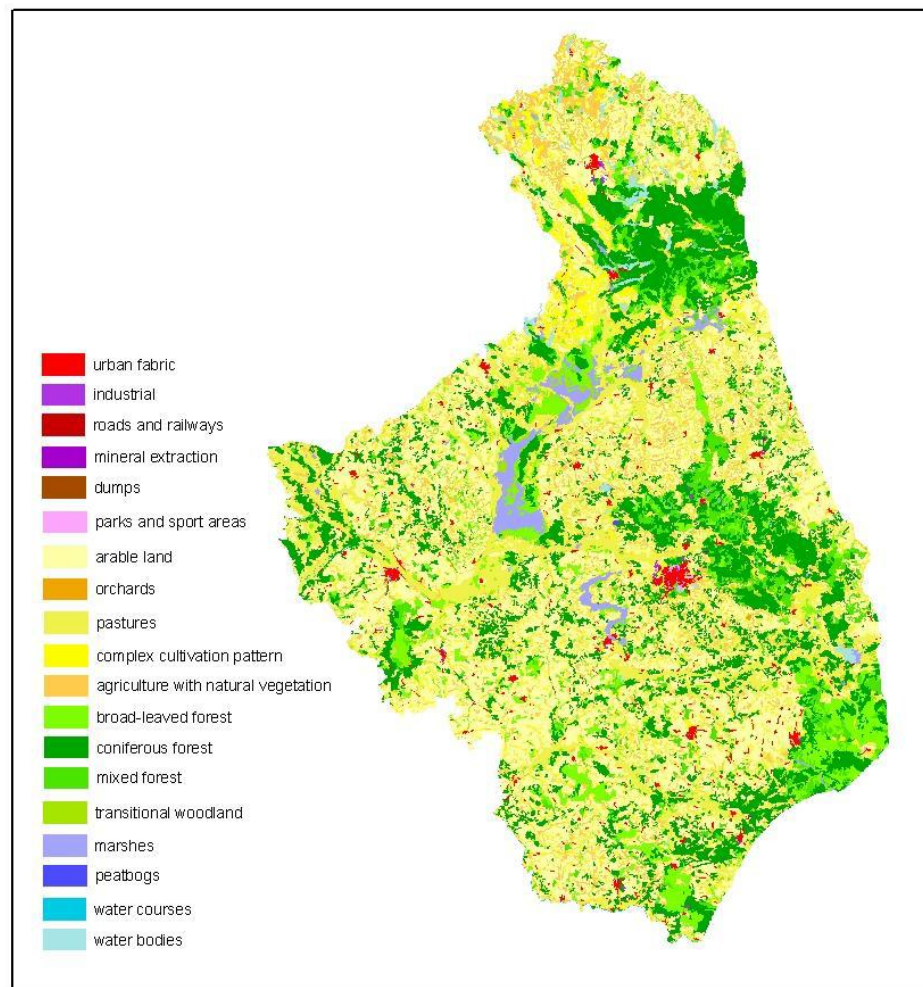 urban fabric
industrial
roads and railways
mineral extraction
dumps
parks and sport areas
arable land
orchards
pastures
complex cultivation pattern
agriculture with natural vegetation
broad-leaved forest
coniferous forest
mixed forest
transitional woodland
marshes
peatbogs
water courses
water bodies